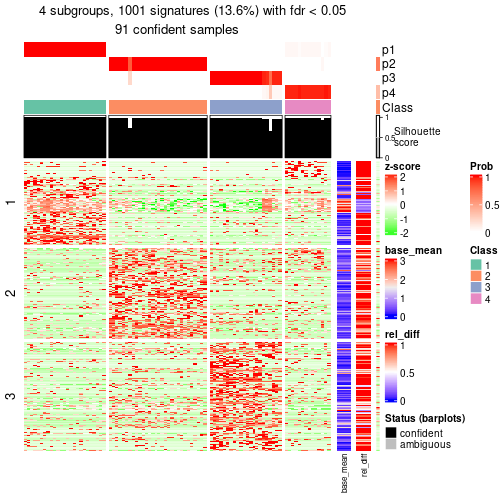 4 subgroups, 1001 signatures (13.6%) with fdr < 0.05
91 confident samples
p1
p2
p3
p4
Class
1
0.5
0
Silhouette
score
1
2
3
base_mean
rel_diff
z-score
2
1
0
-1
-2
Prob
1
0.5
0
base_mean
3
2
1
0
Class
1
2
3
4
rel_diff
1
0.5
0
Status (barplots)
confident
ambiguous